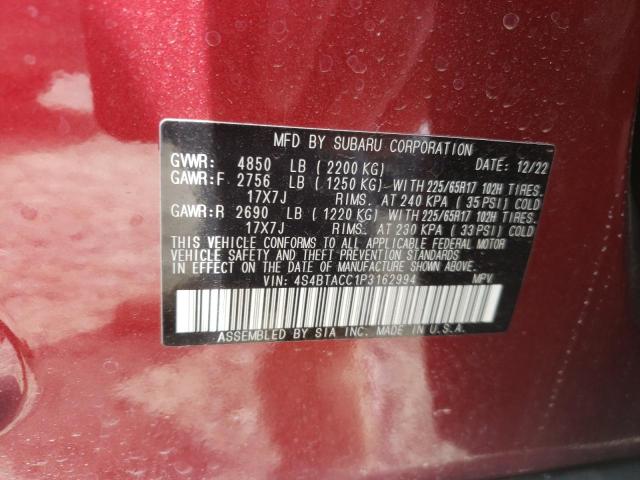 MFD BY SUBARU CORPORATION
GVWR: 4850 LB ( 2200 KG) DATE: 12/22
GAWR:F 2756 LB ( 1250 KG) WITH 225/65R17 102H TIRES,
17X7J RIMS. AT 240 KPA ( 35 PSI) COLD
GAWR:R 2690 LB ( 1220 KG) WITH 225/65R17 102H TIRES,
17X7J RIMS. AT 230 KPA ( 33 PSI) COLD
THIS VEHICLE CONFORMS TO ALL APPLICABLE FEDERAL MOTOR
VEHICLE SAFETY AND THEFT PREVENTION STANDARDS IN EFFECT ON THE
DATE OF MANUFACTURE SHOWN ABOVE.
VIN: 4S4BTACC1P3162994 MPV
ASSEMBLED BY SIA INC. MADE IN U.S.A.